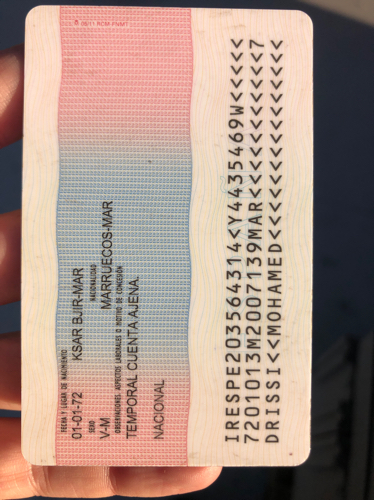 FECHA Y LUGAR DE NACIMIENTO
01-01-72 KSAR BJIR-MAR
SEXO NACIONALIDAD
V-M MARRUECOS-MAR
OBSERVACIONES, ASPECTOS LABORALES O MOTIVO DE CONCESIÓN
TEMPORAL CUENTA AJENA.
NACIONAL
IRESPE203564314<Y4435469W<<<<<
7201013M2007139MAR<<<<<<<<<<<7
DRISSI<<MOHAMED<<<<<<<<<<<<<<<